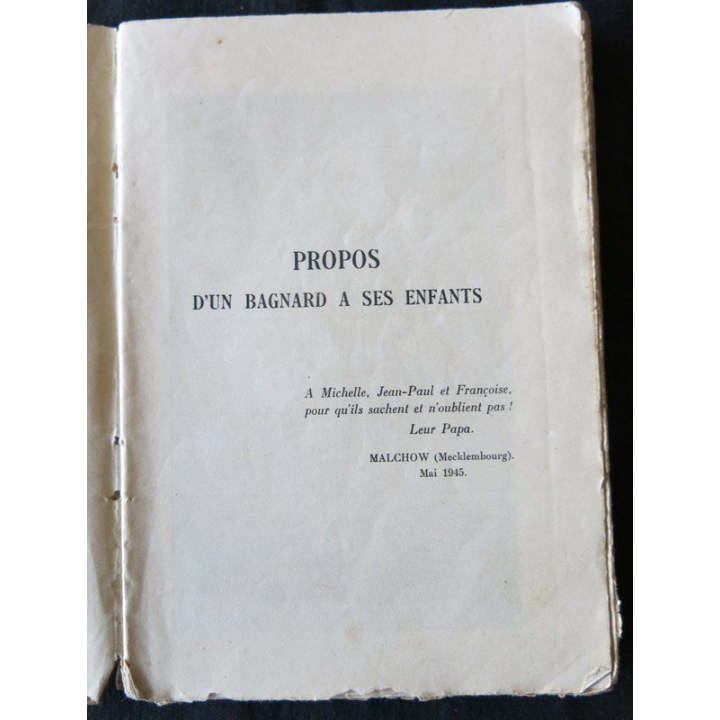 PROPOS
D'UN BAGNARD A SES ENFANTS
A Michelle, Jean-Paul et Françoise,
pour qu'ils sachent et n'oublient pas !
Leur Papa.
MALCHOW (Mecklembourg).
Mai 1945.